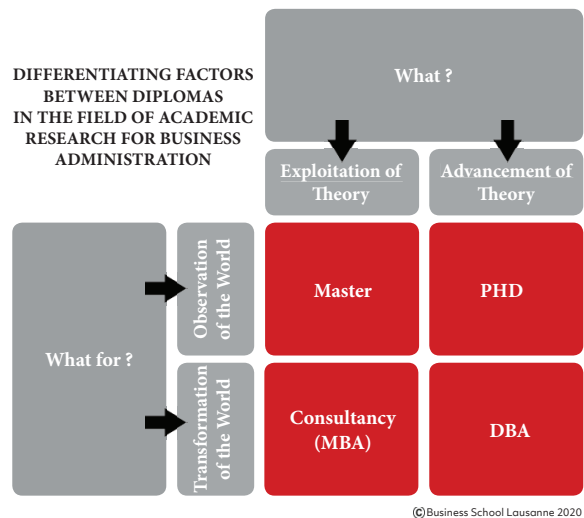 DIFFERENTIATING FACTORS
BETWEEN DIPLOMAS
IN THE FIELD OF ACADEMIC
RESEARCH FOR BUSINESS
ADMINISTRATION
What ?
Exploitation of
Theory
Advancement of
Theory
What for ?
Observation
of the World
Master
PHD
Transformation
of the World
Consultancy
(MBA)
DBA
©Business School Lausanne 2020